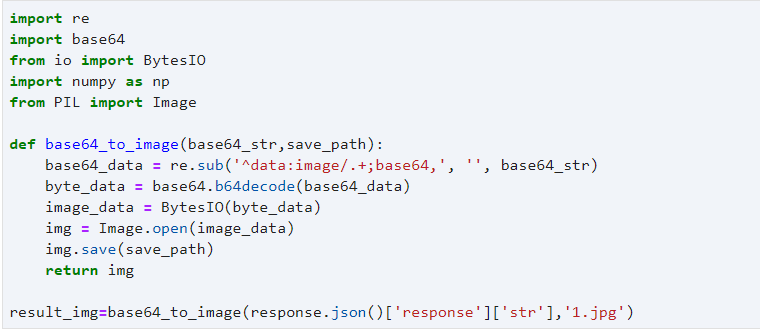 import re
import base64
from io import BytesIO
import numpy as np
from PIL import Image

def base64_to_image(base64_str,save_path):
    base64_data = re.sub('^data:image/.+;base64,', '', base64_str)
    byte_data = base64.b64decode(base64_data)
    image_data = BytesIO(byte_data)
    img = Image.open(image_data)
    img.save(save_path)
    return img

result_img=base64_to_image(response.json()['response']['str'],'1.jpg')